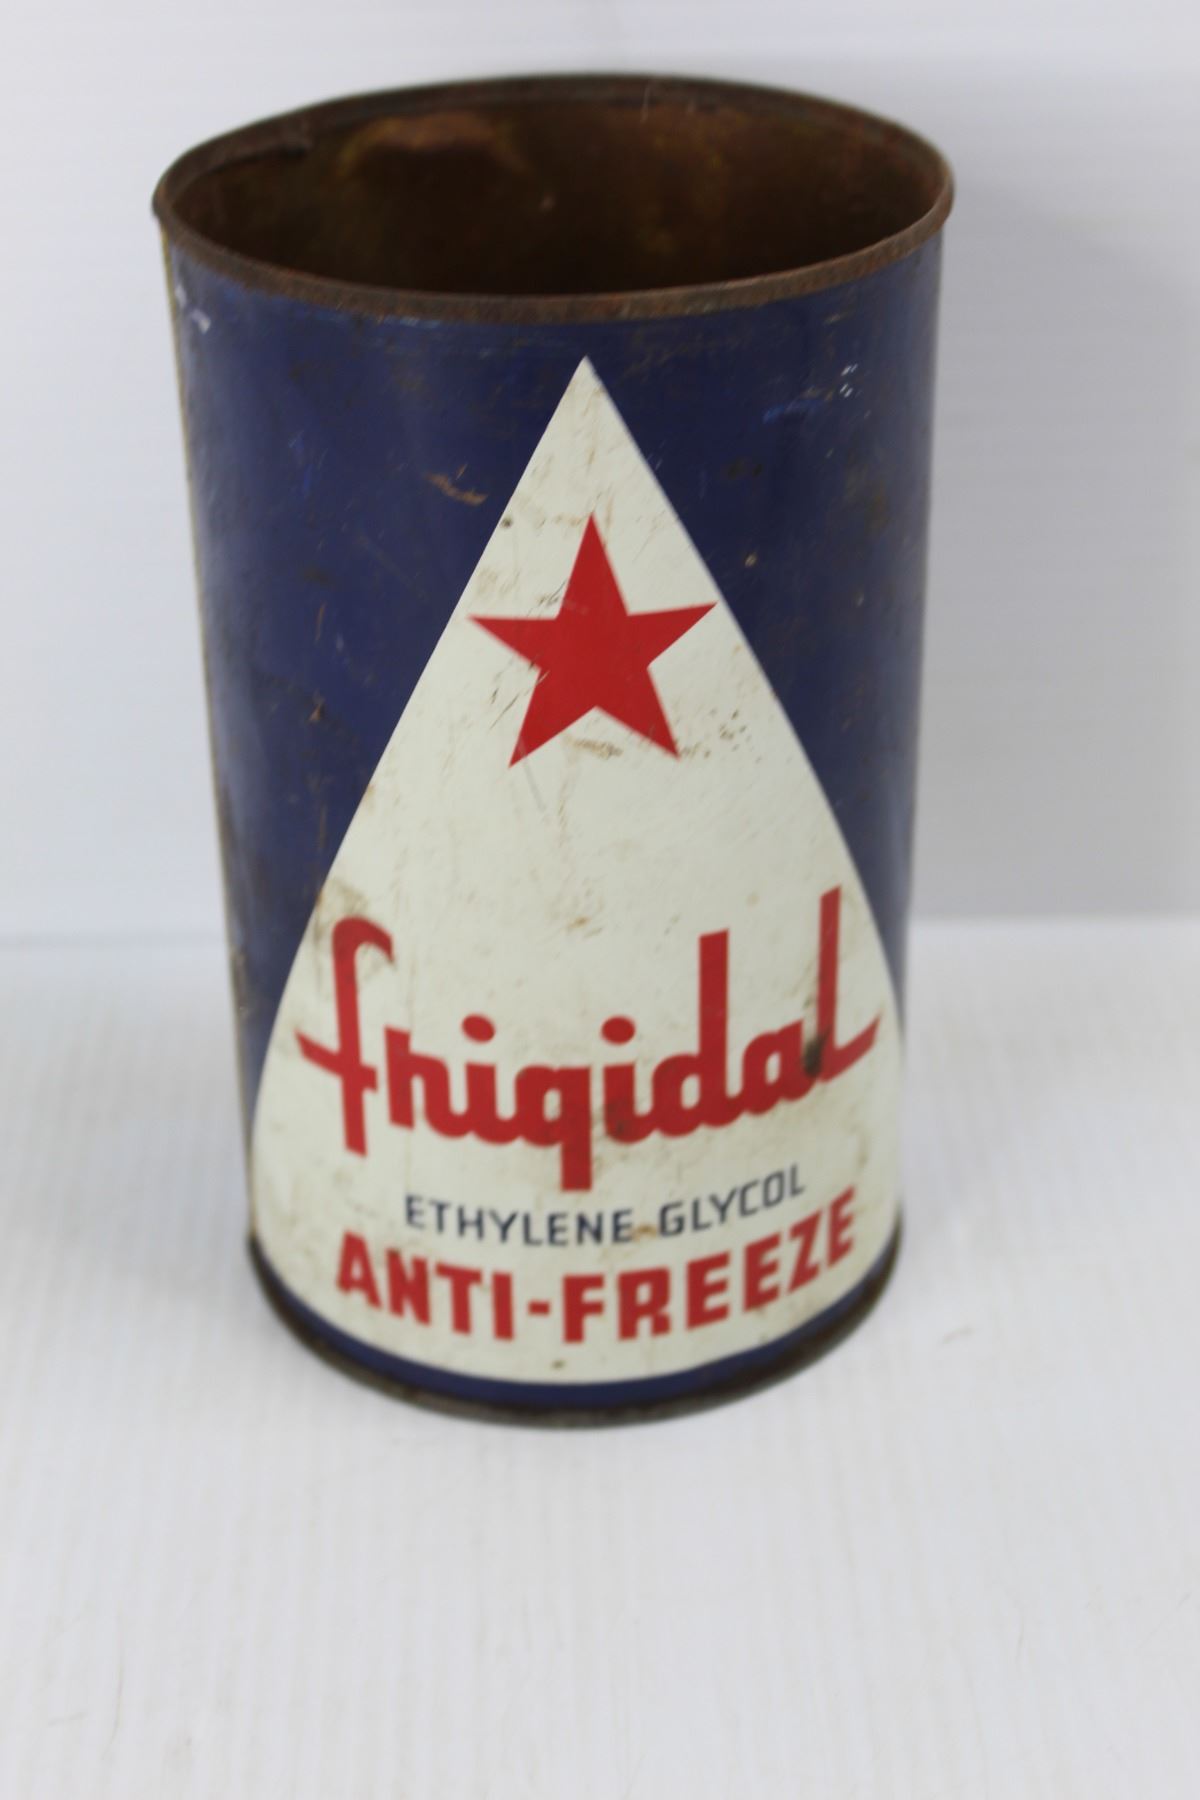 frigidal
ETHYLENE GLYCOL
ANTI-FREEZE